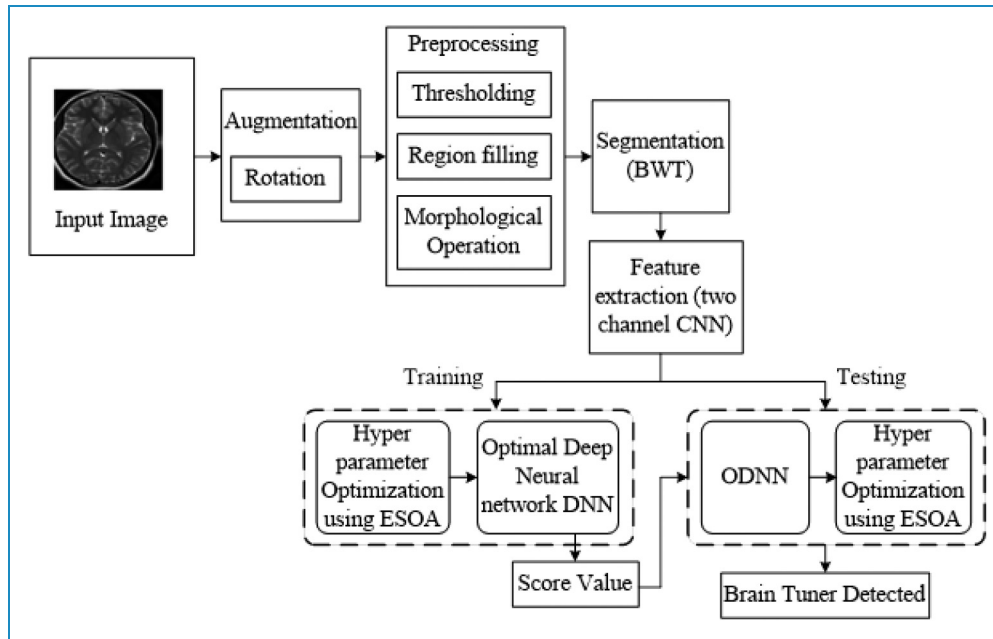 Input Image
Augmentation
Rotation
Preprocessing
Thresholding
Region filling
Morphological
Operation
Segmentation
(BWT)
Feature
extraction (two
channel CNN)
Training
Testing
Hyper
parameter
Optimization
using ESOA
Optimal Deep
Neural
network DNN
Score Value
ODNN
Hyper
parameter
Optimization
using ESOA
Brain Tuner Detected